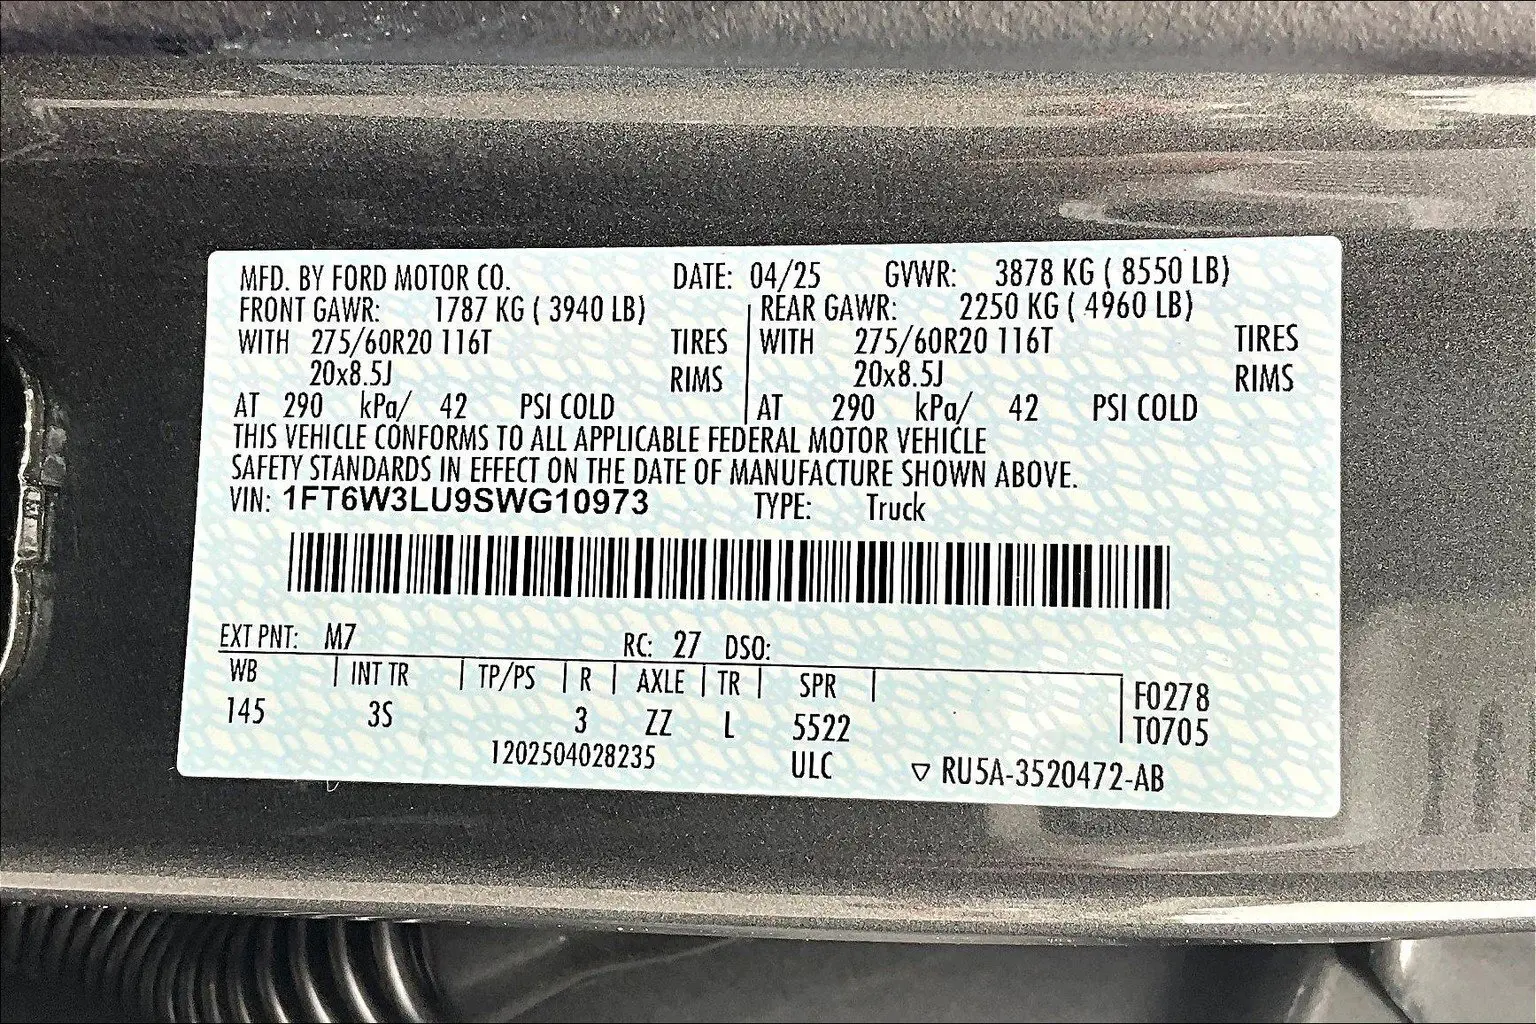 MFD. BY FORD MOTOR CO. DATE: 04/25 GVWR: 3878 KG ( 8550 LB)
FRONT GAWR: 1787 KG ( 3940 LB) REAR GAWR: 2250 KG ( 4960 LB)
WITH 275/60R20 116T TIRES WITH 275/60R20 116T TIRES
20x8.5J RIMS 20x8.5J RIMS
AT 290 kPa/ 42 PSI COLD AT 290 kPa/ 42 PSI COLD
THIS VEHICLE CONFORMS TO ALL APPLICABLE FEDERAL MOTOR VEHICLE
SAFETY STANDARDS IN EFFECT ON THE DATE OF MANUFACTURE SHOWN ABOVE.
VIN: 1FT6W3LU9SWG10973 TYPE: Truck
EXT PNT: M7 RC: 27 DSO:
WB INT TR TP/PS R AXLE TR SPR F0278
145 3S 3 ZZ L 5522 T0705
1202504028235 ULC ▽ RU5A-3520472-AB